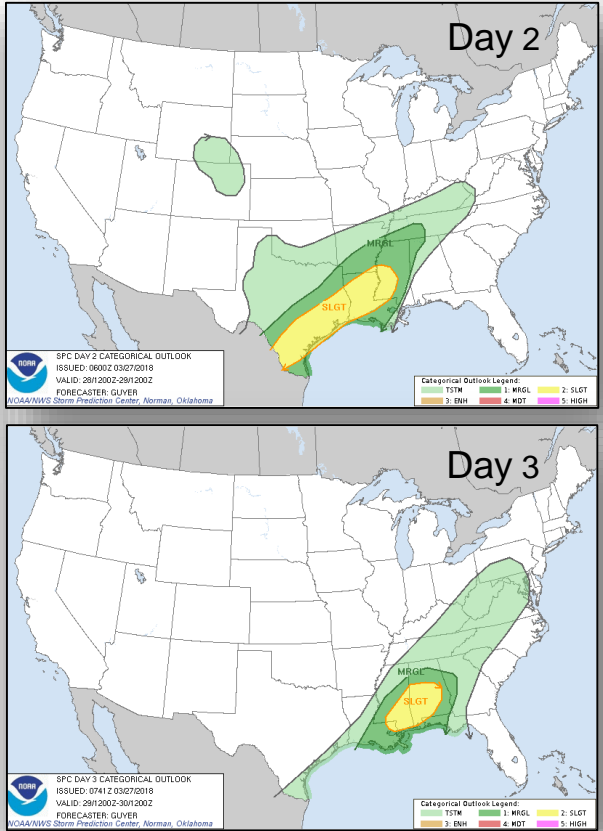 Day 2
MRGL
SLGT
NOAA
SPC DAY 2 CATEGORICAL OUTLOOK
ISSUED: 0600Z 03/27/2018
VALID: 28/1200Z-29/1200Z
FORECASTER: GUYER
NOAA/NWS Storm Prediction Center, Norman, Oklahoma
Categorical Outlook Legend:
TSTM 1: MRGL 2: SLGT
3: ENH 4: MDT 5: HIGH
Day 3
MRGL
SLGT
NOAA
SPC DAY 3 CATEGORICAL OUTLOOK
ISSUED: 0741Z 03/27/2018
VALID: 29/1200Z-30/1200Z
FORECASTER: GUYER
NOAA/NWS Storm Prediction Center, Norman, Oklahoma
Categorical Outlook Legend:
TSTM 1: MRGL 2: SLGT
3: ENH 4: MDT 5: HIGH